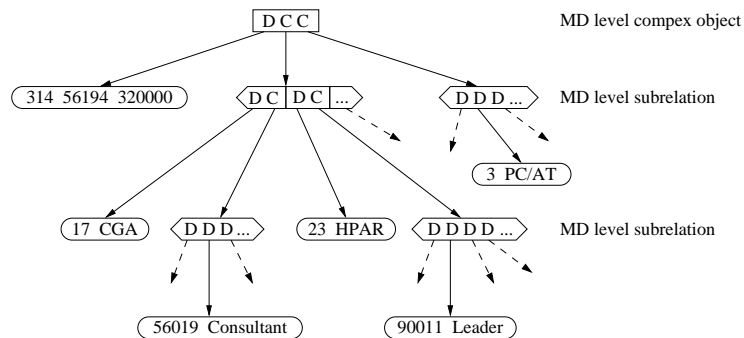 D C C
MD level compex object
314 56194 320000
D C D C ...
D D D ...
MD level subrelation
3 PC/AT
17 CGA
D D D ...
23 HPAR
D D D D ...
MD level subrelation
56019 Consultant
90011 Leader